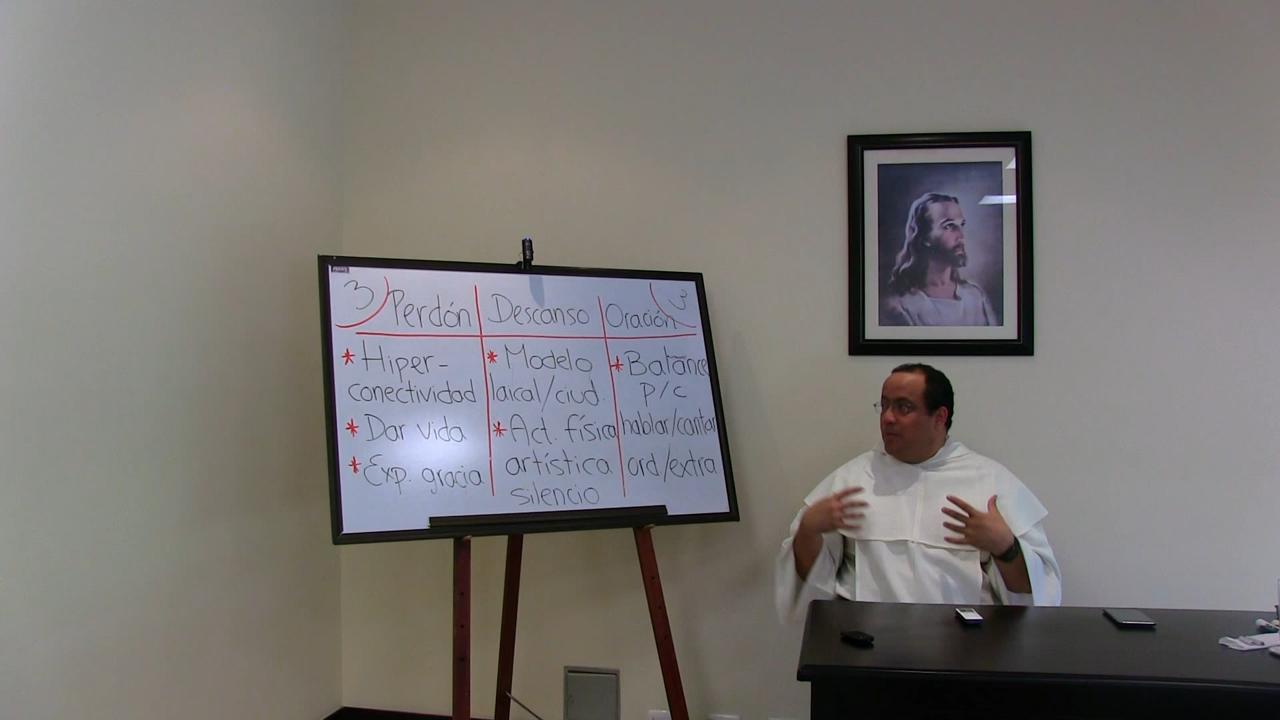 3 Perdón Descanso Oración 3
* Hiper-
conectividad
* Dar vida
* Exp. gracia
* Modelo
laical/ciud.
* Act. física
artística
silencio
* Balance
p/c
hablar/cantar
ord/extra